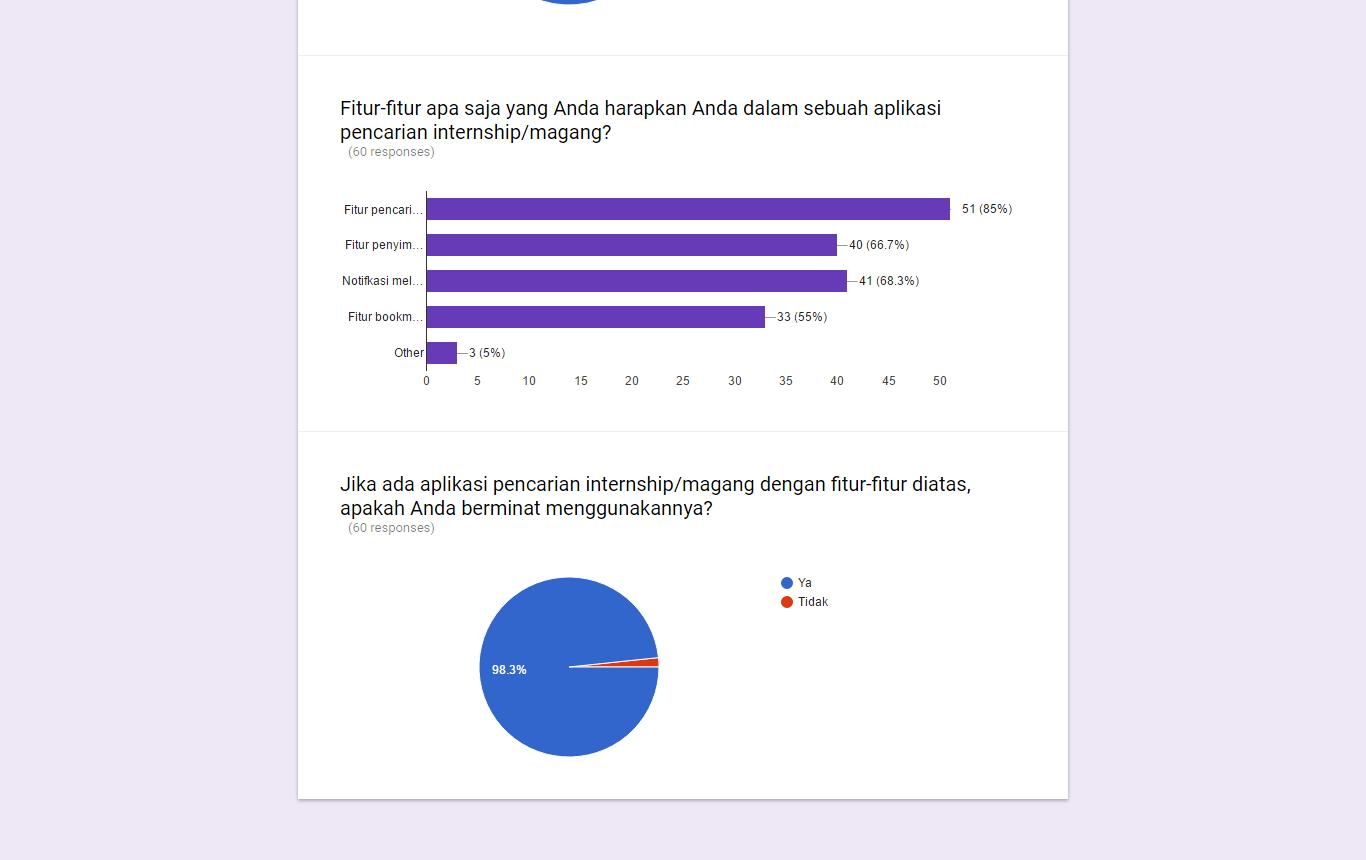 Fitur-fitur apa saja yang Anda harapkan Anda dalam sebuah aplikasi
pencarian internship/magang?
(60 responses)
Fitur pencari... 51 (85%)
Fitur penyim... 40 (66.7%)
Notifkasi mel... 41 (68.3%)
Fitur bookm... 33 (55%)
Other 3 (5%)
0 5 10 15 20 25 30 35 40 45 50
Jika ada aplikasi pencarian internship/magang dengan fitur-fitur diatas,
apakah Anda berminat menggunakannya?
(60 responses)
Ya
Tidak
98.3%